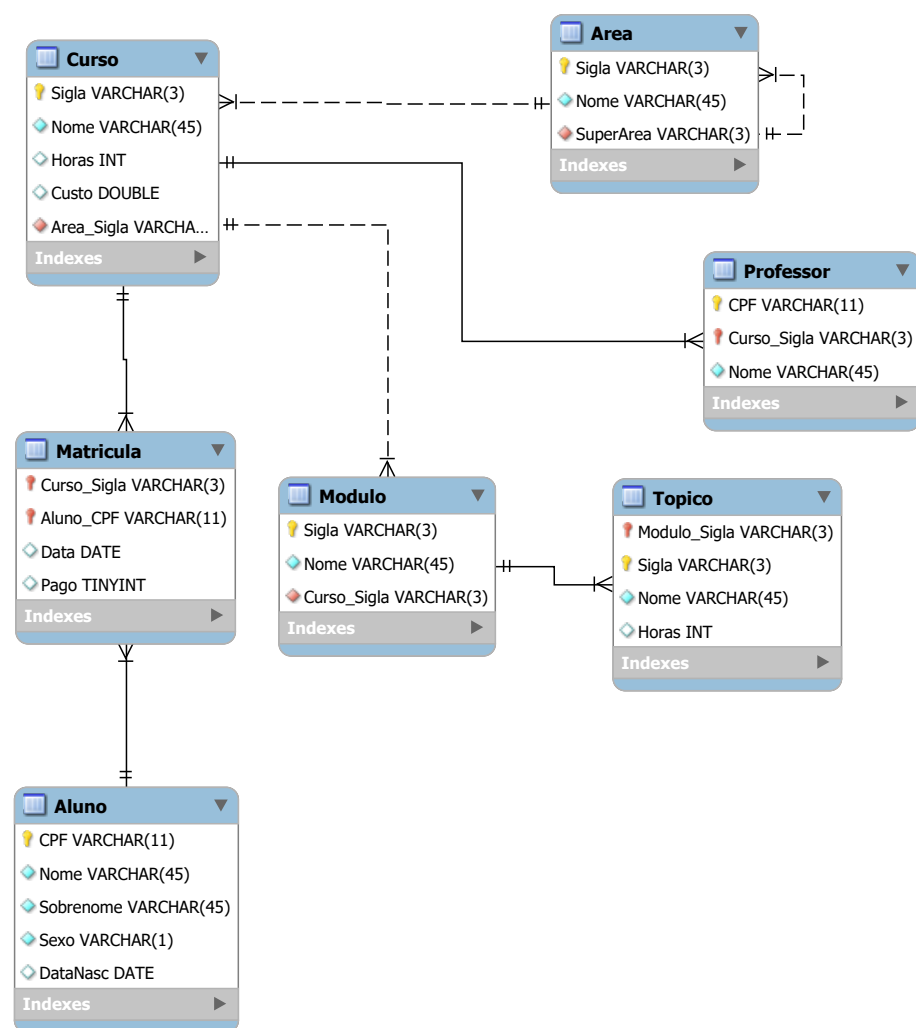 Curso
Sigla VARCHAR(3)
Nome VARCHAR(45)
Horas INT
Custo DOUBLE
Area_Sigla VARCHA...
Indexes
Area
Sigla VARCHAR(3)
Nome VARCHAR(45)
SuperArea VARCHAR(3)
Indexes
Professor
CPF VARCHAR(11)
Curso_Sigla VARCHAR(3)
Nome VARCHAR(45)
Indexes
Matricula
Curso_Sigla VARCHAR(3)
Aluno_CPF VARCHAR(11)
Data DATE
Pago TINYINT
Indexes
Modulo
Sigla VARCHAR(3)
Nome VARCHAR(45)
Curso_Sigla VARCHAR(3)
Indexes
Topico
Modulo_Sigla VARCHAR(3)
Sigla VARCHAR(3)
Nome VARCHAR(45)
Horas INT
Indexes
Aluno
CPF VARCHAR(11)
Nome VARCHAR(45)
Sobrenome VARCHAR(45)
Sexo VARCHAR(1)
DataNasc DATE
Indexes